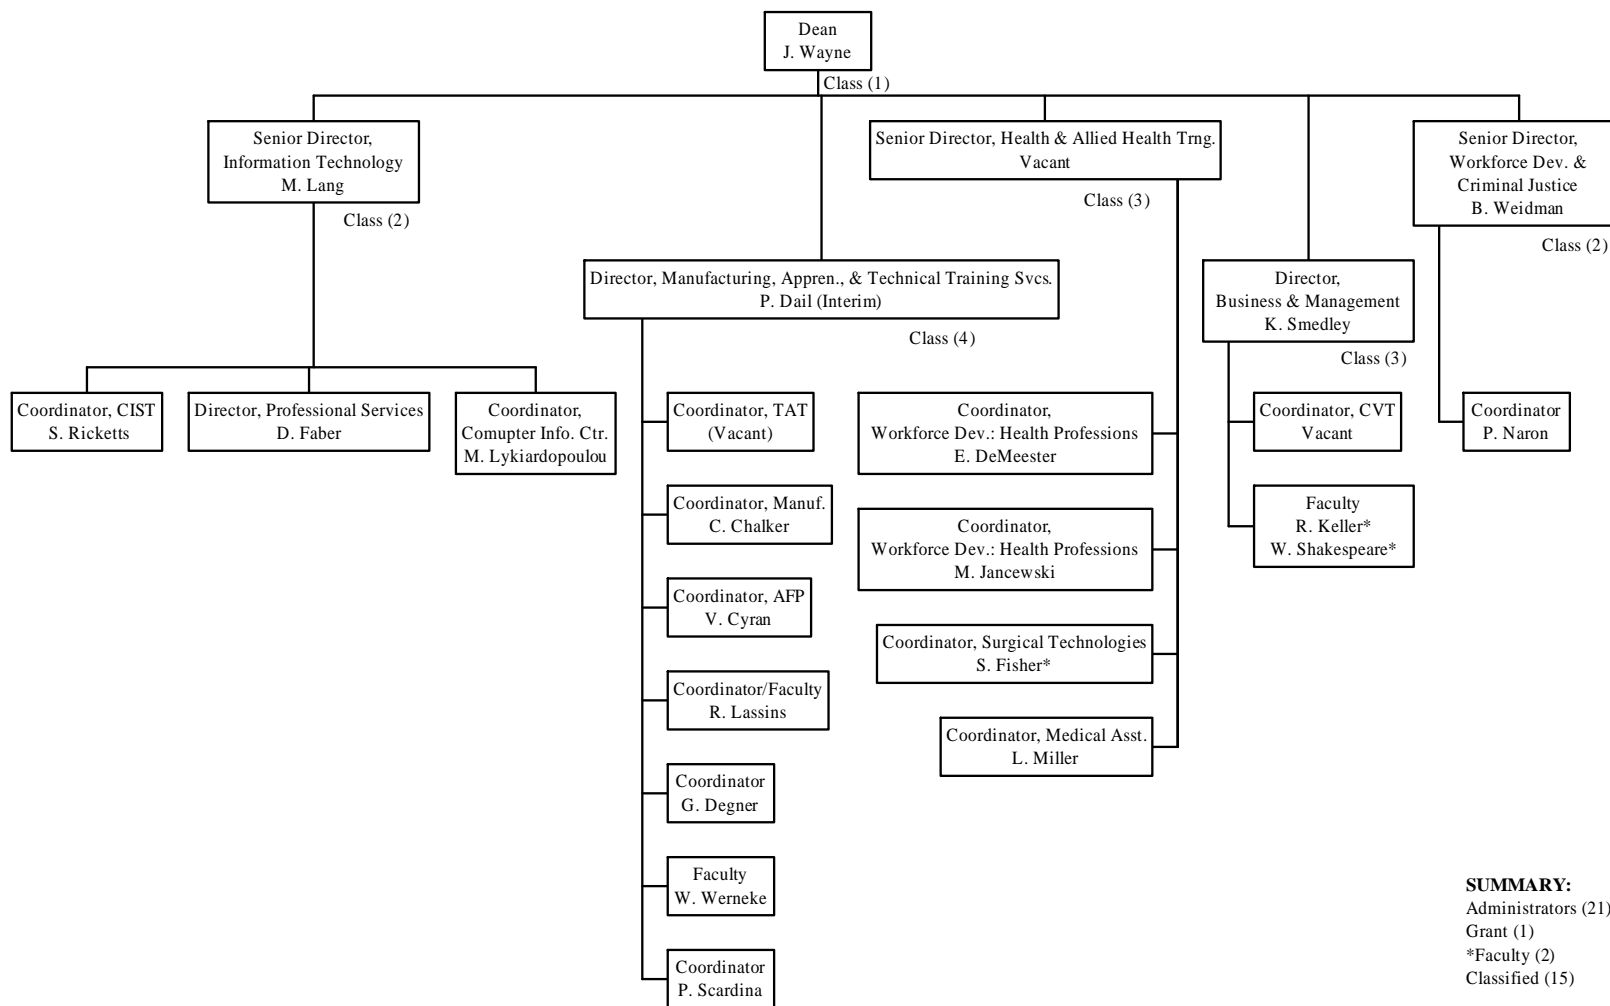 Dean
J. Wayne
Class (1)
Senior Director,
Information Technology
M. Lang
Class (2)
Senior Director, Health & Allied Health Trng.
Vacant
Class (3)
Senior Director,
Workforce Dev. &
Criminal Justice
B. Weidman
Class (2)
Director, Manufacturing, Appren., & Technical Training Svcs.
P. Dail (Interim)
Class (4)
Director,
Business & Management
K. Smedley
Class (3)
Coordinator, CIST
S. Ricketts
Director, Professional Services
D. Faber
Coordinator,
Comupter Info. Ctr.
M. Lykiardopoulou
Coordinator, TAT
(Vacant)
Coordinator, Manuf.
C. Chalker
Coordinator, AFP
V. Cyran
Coordinator/Faculty
R. Lassins
Coordinator
G. Degner
Faculty
W. Werneke
Coordinator
P. Scardina
Coordinator,
Workforce Dev.: Health Professions
E. DeMeester
Coordinator,
Workforce Dev.: Health Professions
M. Jancewski
Coordinator, Surgical Technologies
S. Fisher*
Coordinator, Medical Asst.
L. Miller
Coordinator, CVT
Vacant
Faculty
R. Keller*
W. Shakespeare*
Coordinator
P. Naron
SUMMARY:
Administrators (21)
Grant (1)
*Faculty (2)
Classified (15)